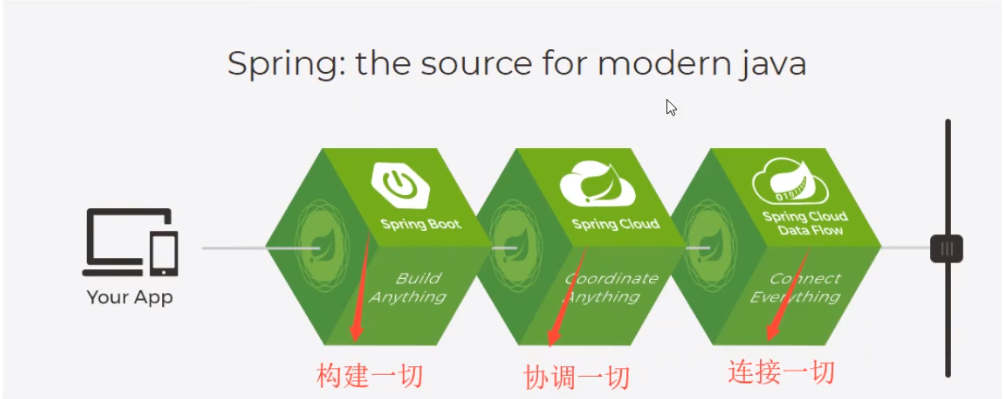 Spring: the source for modern java
Your App
Spring Boot
Build
Anything
构建一切
Spring Cloud
Coordinate
Anything
协调一切
Spring Cloud
Data Flow
Connect
Everything
连接一切